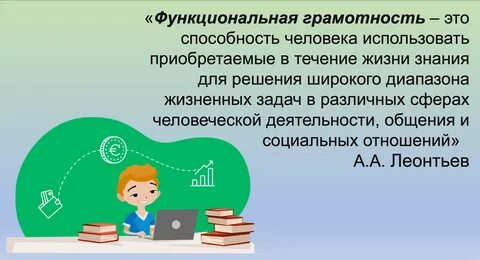 «Функциональная грамотность – это
способность человека использовать
приобретаемые в течение жизни знания
для решения широкого диапазона
жизненных задач в различных сферах
человеческой деятельности, общения и
социальных отношений»
А.А. Леонтьев